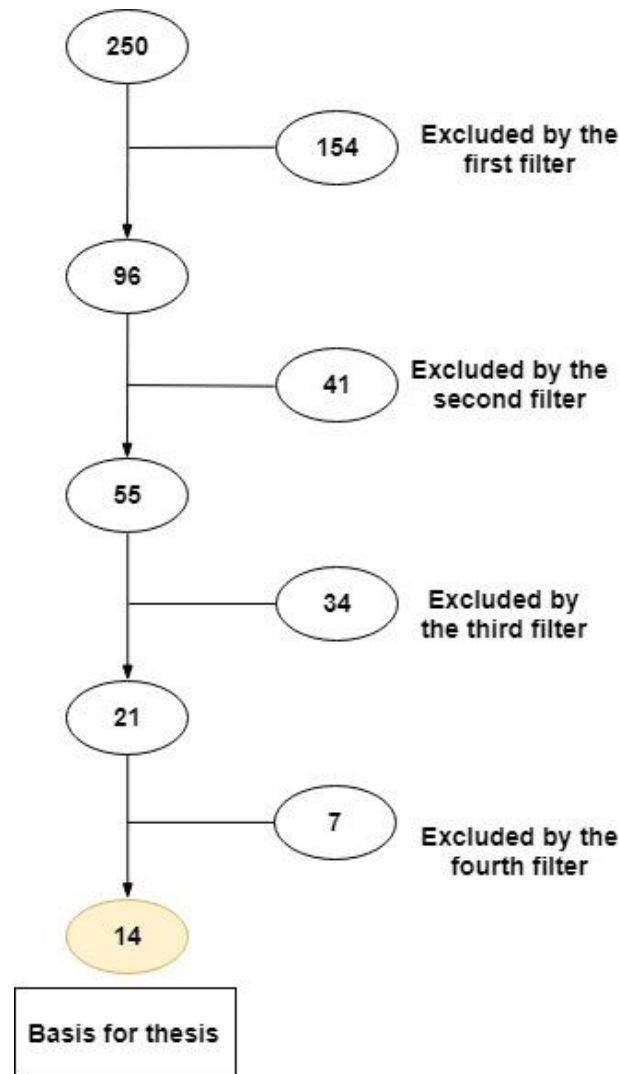 250
154
Excluded by the
first filter
96
41
Excluded by the
second filter
55
34
Excluded by
the third filter
21
7
Excluded by the
fourth filter
14
Basis for thesis